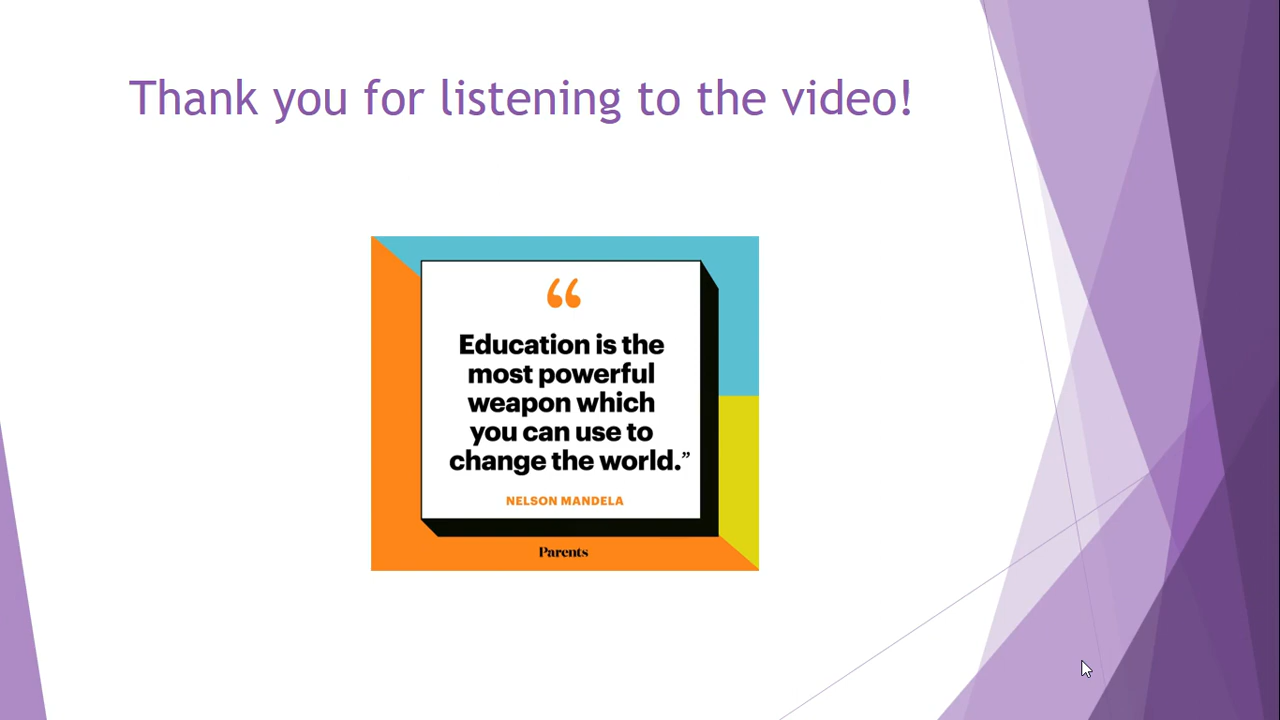 Thank you for listening to the video!
“
Education is the
most powerful
weapon which
you can use to
change the world.”
NELSON MANDELA
Parents